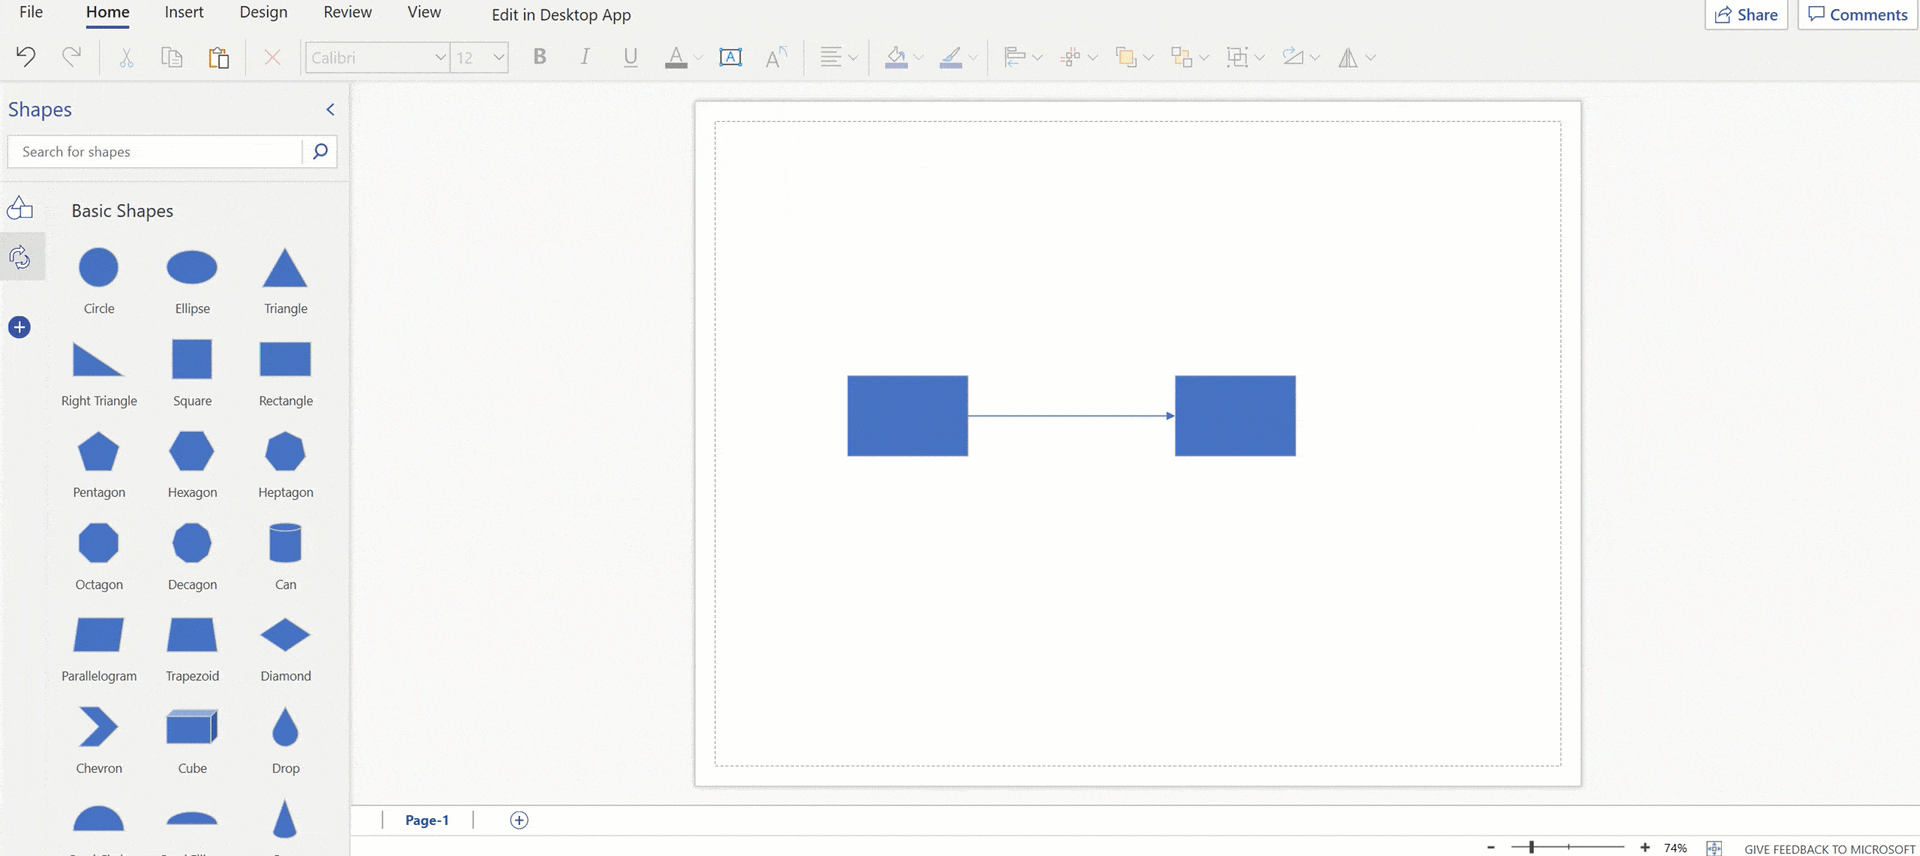 File Home Insert Design Review View Edit in Desktop App Share Comments
Calibri 12 B I U A A A
Shapes
Search for shapes
Basic Shapes
Circle Ellipse Triangle
Right Triangle Square Rectangle
Pentagon Hexagon Heptagon
Octagon Decagon Can
Parallelogram Trapezoid Diamond
Chevron Cube Drop
Page-1
74% GIVE FEEDBACK TO MICROSOFT